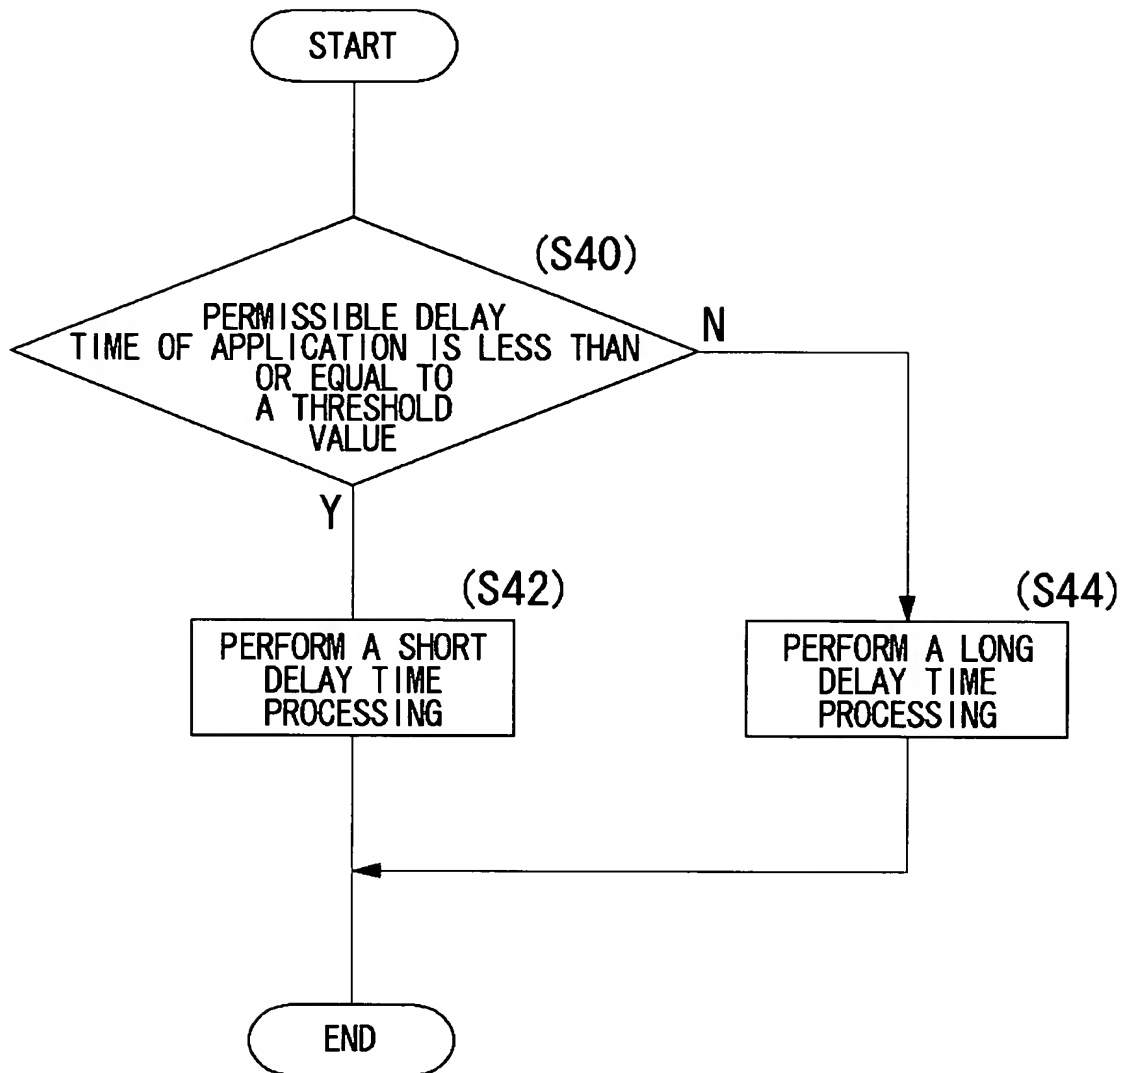 START
(S40)
PERMISSIBLE DELAY
TIME OF APPLICATION IS LESS THAN
OR EQUAL TO
A THRESHOLD
VALUE
N
Y
(S42)
PERFORM A SHORT
DELAY TIME
PROCESSING
(S44)
PERFORM A LONG
DELAY TIME
PROCESSING
END